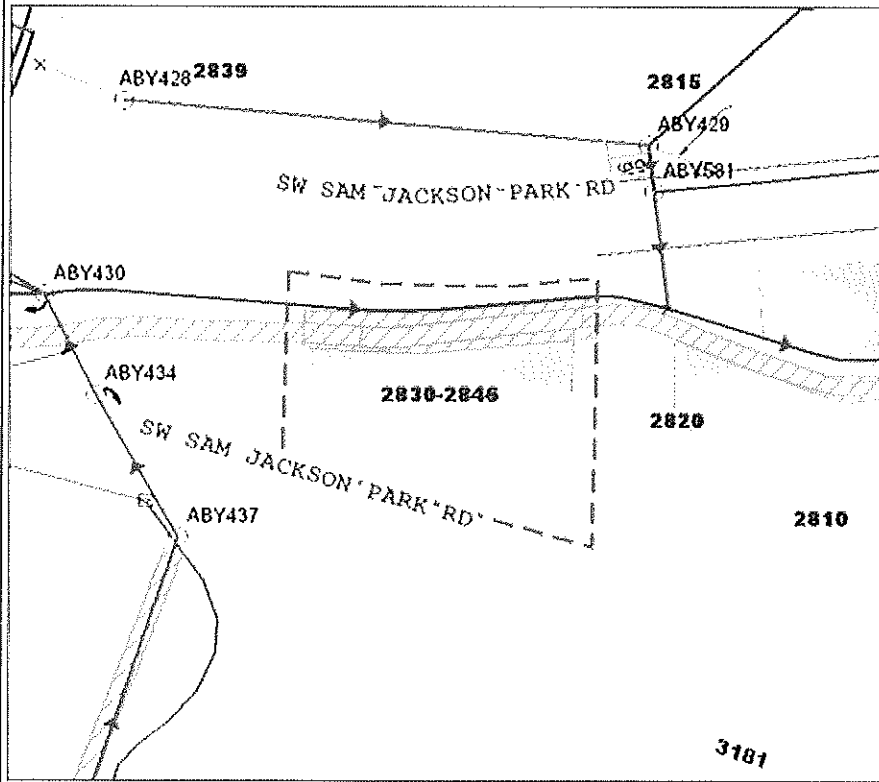 ABY428
2839
2815
ABY429
ABY581
SW SAM JACKSON PARK RD
ABY430
ABY434
2830-2846
2820
SW SAM JACKSON PARK RD
2810
ABY437
3181